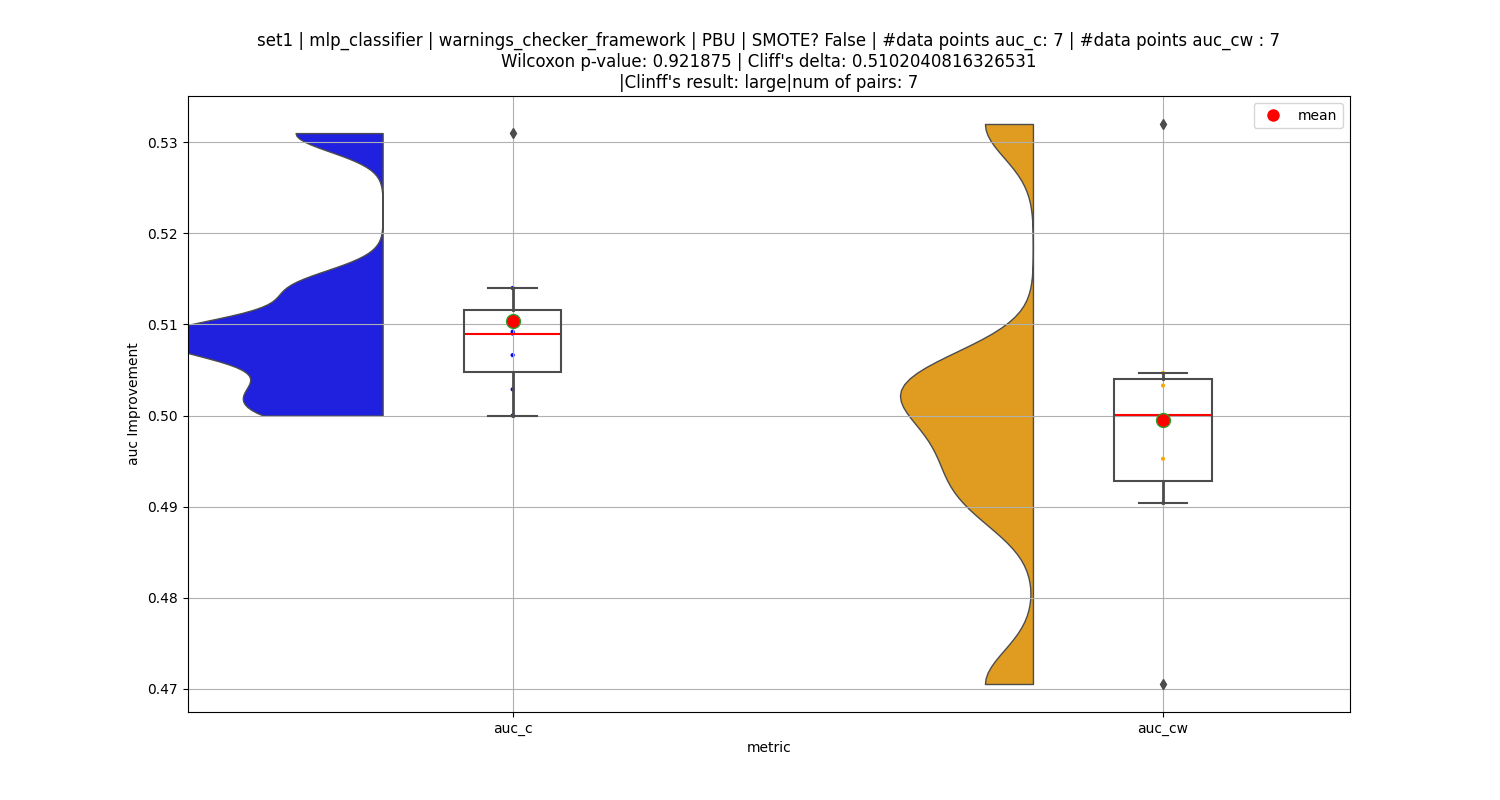 set1 | mlp_classifier | warnings_checker_framework | PBU | SMOTE? False | #data points auc_c: 7 | #data points auc_cw : 7
Wilcoxon p-value: 0.921875 | Cliff's delta: 0.5102040816326531
|Clinff's result: large|num of pairs: 7
mean
0.53
0.52
0.51
0.50
0.49
0.48
0.47
auc Improvement
auc_c
auc_cw
metric